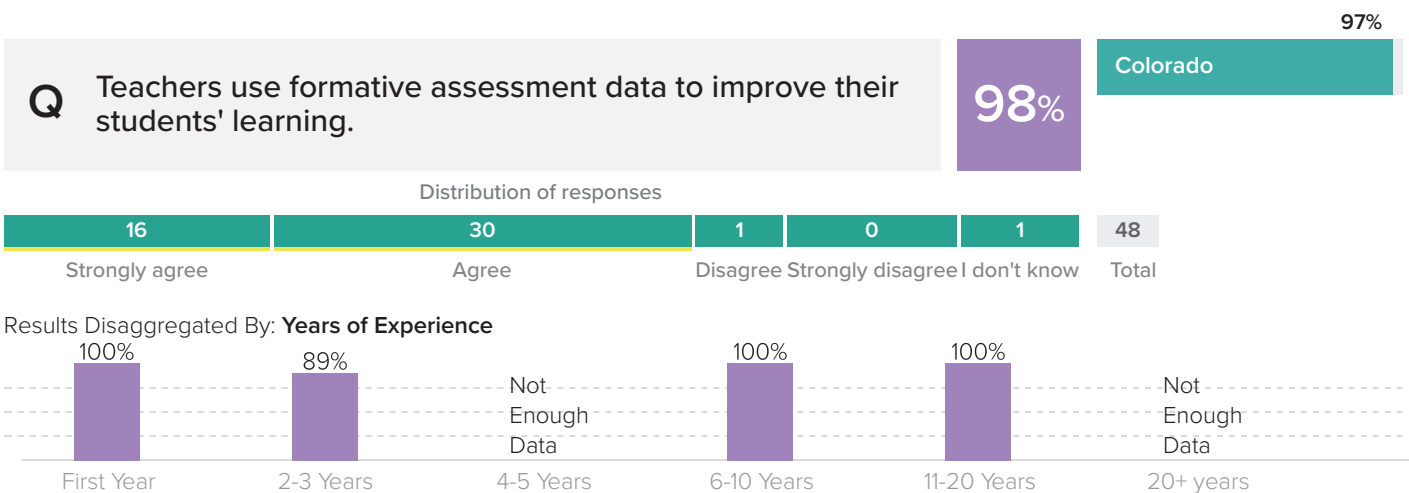 97%
Q
Teachers use formative assessment data to improve their
students' learning.
98%
Colorado
Distribution of responses
16 30 1 0 1 48
Strongly agree Agree Disagree Strongly disagree I don't know Total
Results Disaggregated By: Years of Experience
100% 89% 100% 100%
Not Not
Enough Enough
Data Data
First Year 2-3 Years 4-5 Years 6-10 Years 11-20 Years 20+ years